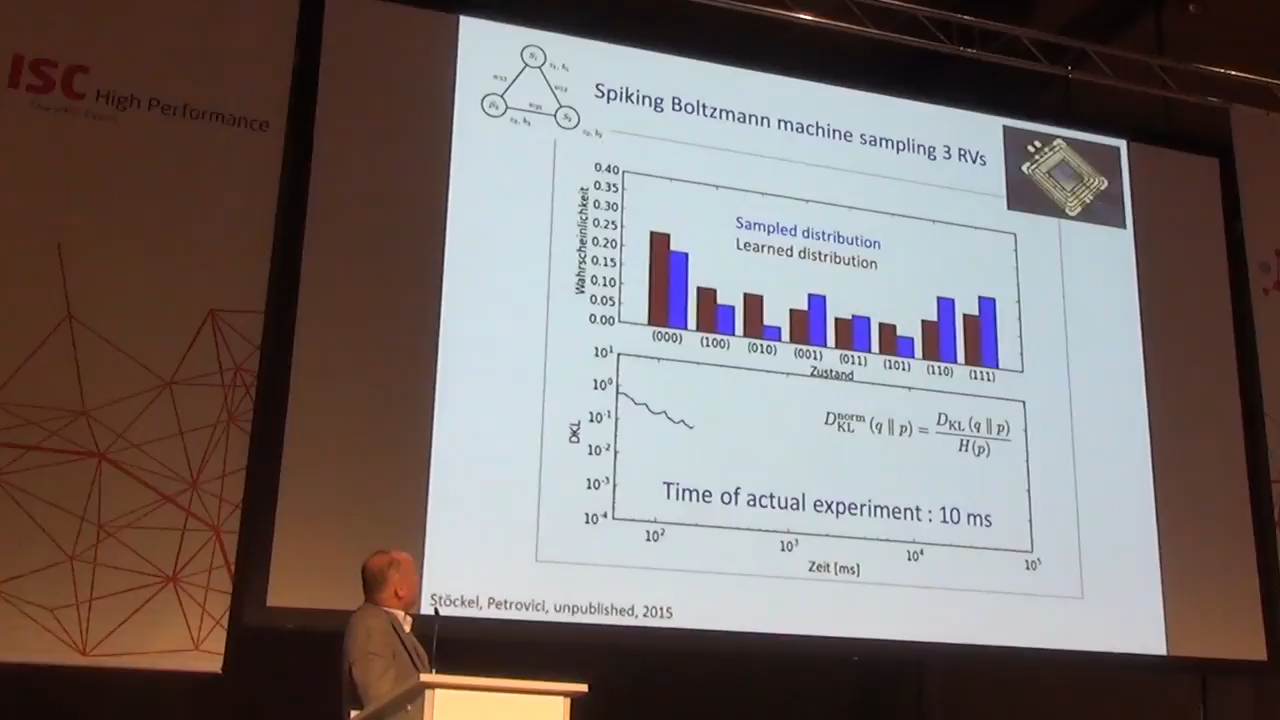 ISC High Performance
Spiking Boltzmann machine sampling 3 RVs
Wahrscheinlichkeit
0.40
0.35
0.30
0.25
0.20
0.15
0.10
0.05
0.00
Sampled distribution
Learned distribution
(000) (100) (010) (001) (011) (101) (110) (111)
Zustand
DKL
10¹
10⁰
10⁻¹
10⁻²
10⁻³
10⁻⁴
D_KL^norm (q ∥ p) = D_KL (q ∥ p) / H(p)
Time of actual experiment : 10 ms
10² 10³ 10⁴ 10⁵
Zeit [ms]
Stöckel, Petrovici, unpublished, 2015